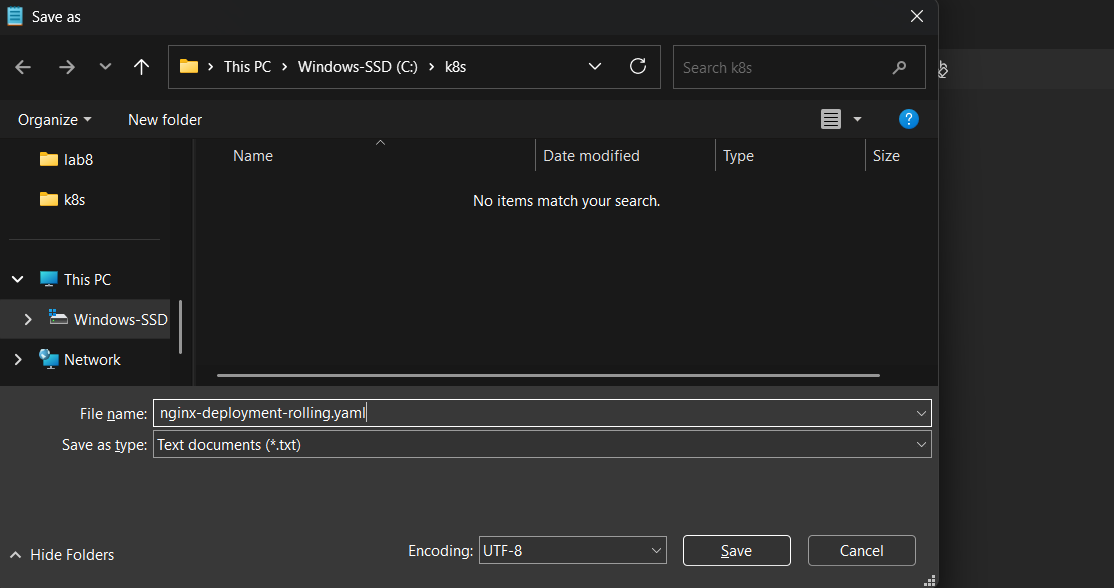 Save as
This PC
Windows-SSD (C:)
k8s
Search k8s
Organize
New folder
?
Name
Date modified
Type
Size
lab8
k8s
No items match your search.
This PC
Windows-SSD
Network
File name:
nginx-deployment-rolling.yaml
Save as type:
Text documents (*.txt)
Hide Folders
Encoding:
UTF-8
Save
Cancel